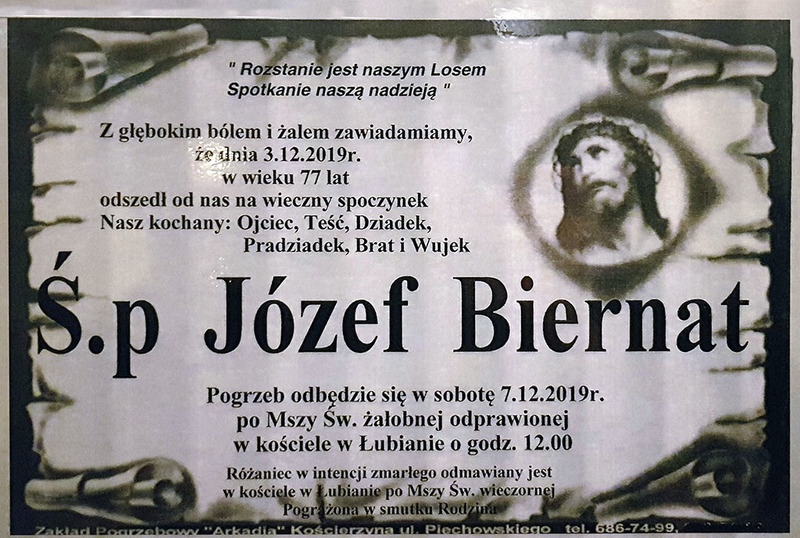 " Rozstanie jest naszym Losem
Spotkanie naszą nadzieją "
Z głębokim bólem i żalem zawiadamiamy,
że dnia 3.12.2019r.
w wieku 77 lat
odszedł od nas na wieczny spoczynek
Nasz kochany: Ojciec, Teść, Dziadek,
Pradziadek, Brat i Wujek
Ś.p Józef Biernat
Pogrzeb odbędzie się w sobotę 7.12.2019r.
po Mszy Św. żałobnej odprawionej
w kościele w Łubianie o godz. 12.00
Różaniec w intencji zmarłego odmawiany jest
w kościele w Łubianie po Mszy Św. wieczornej
Pogrążona w smutku Rodzina
Zakład Pogrzebowy "Arkadia" Kościerzyna ul. Piechowskiego tel. 686-74-99,